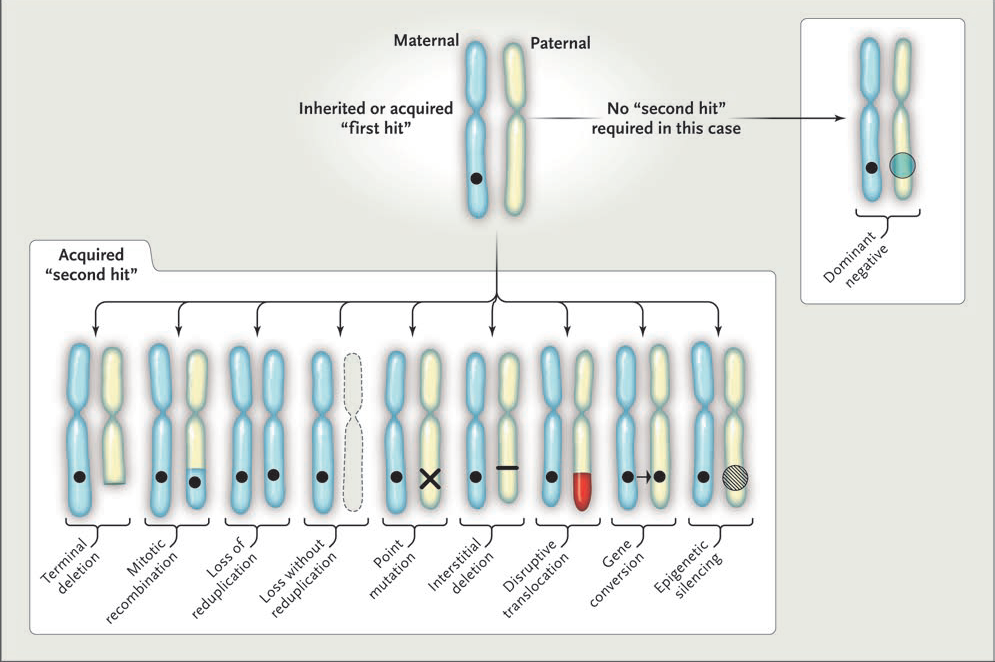 Maternal
Paternal
Inherited or acquired
“first hit”
No “second hit”
required in this case
Dominant
negative
Acquired
“second hit”
Terminal
deletion
Mitotic
recombination
Loss of
reduplication
Loss without
reduplication
Point
mutation
Interstitial
deletion
Disruptive
translocation
Gene
conversion
Epigenetic
silencing